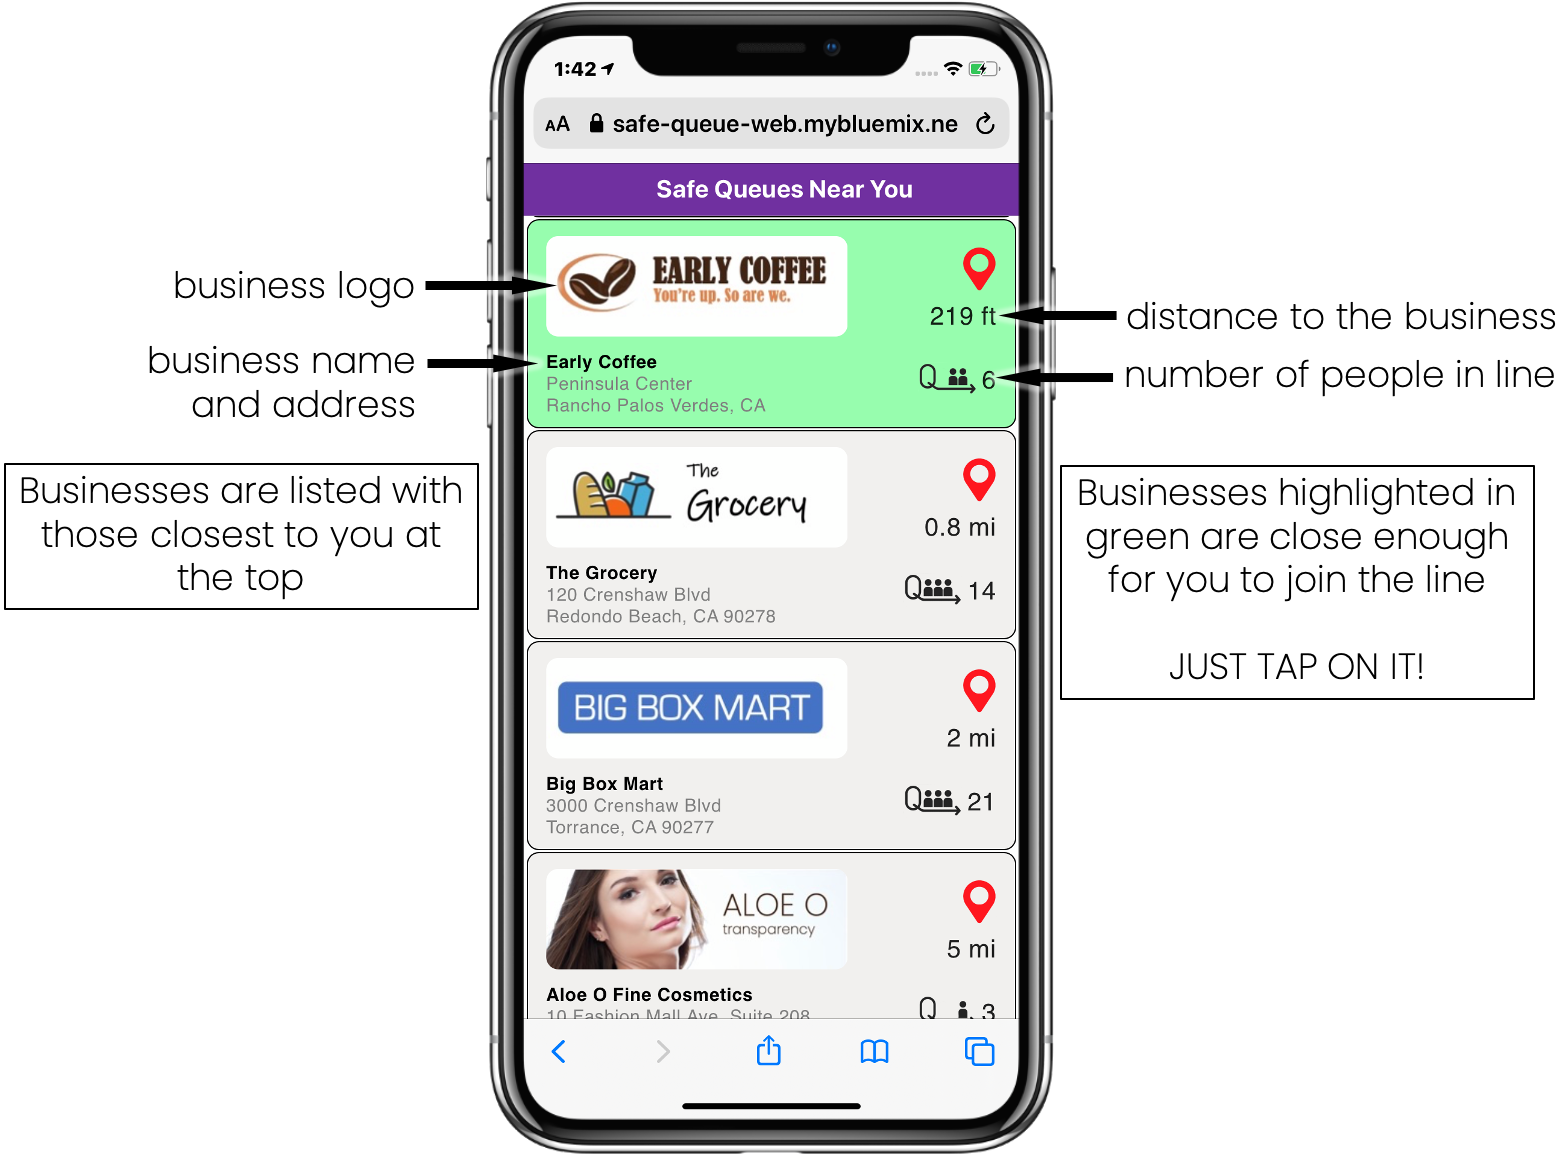 1:42
AA safe-queue-web.mybluemix.ne
Safe Queues Near You
EARLY COFFEE
You're up. So are we.
219 ft
Early Coffee
Peninsula Center
Rancho Palos Verdes, CA
Q 6
The
Grocery
0.8 mi
The Grocery
120 Crenshaw Blvd
Redondo Beach, CA 90278
Q 14
BIG BOX MART
2 mi
Big Box Mart
3000 Crenshaw Blvd
Torrance, CA 90277
Q 21
ALOE O
transparency
5 mi
Aloe O Fine Cosmetics
10 Fashion Mall Ave, Suite 208
Q 3
business logo
business name
and address
Businesses are listed with
those closest to you at
the top
distance to the business
number of people in line
Businesses highlighted in
green are close enough
for you to join the line
JUST TAP ON IT!